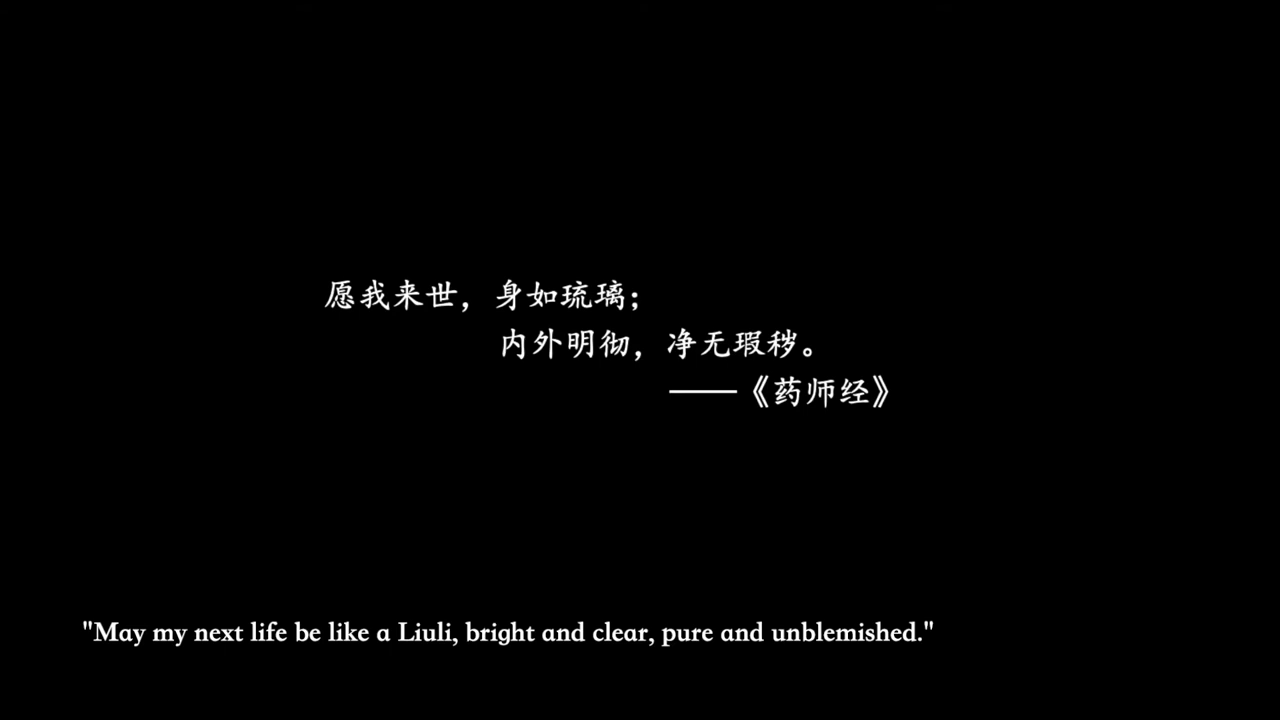 愿我来世，身如琉璃；
内外明彻，净无瑕秽。
——《药师经》
"May my next life be like a Liuli, bright and clear, pure and unblemished."